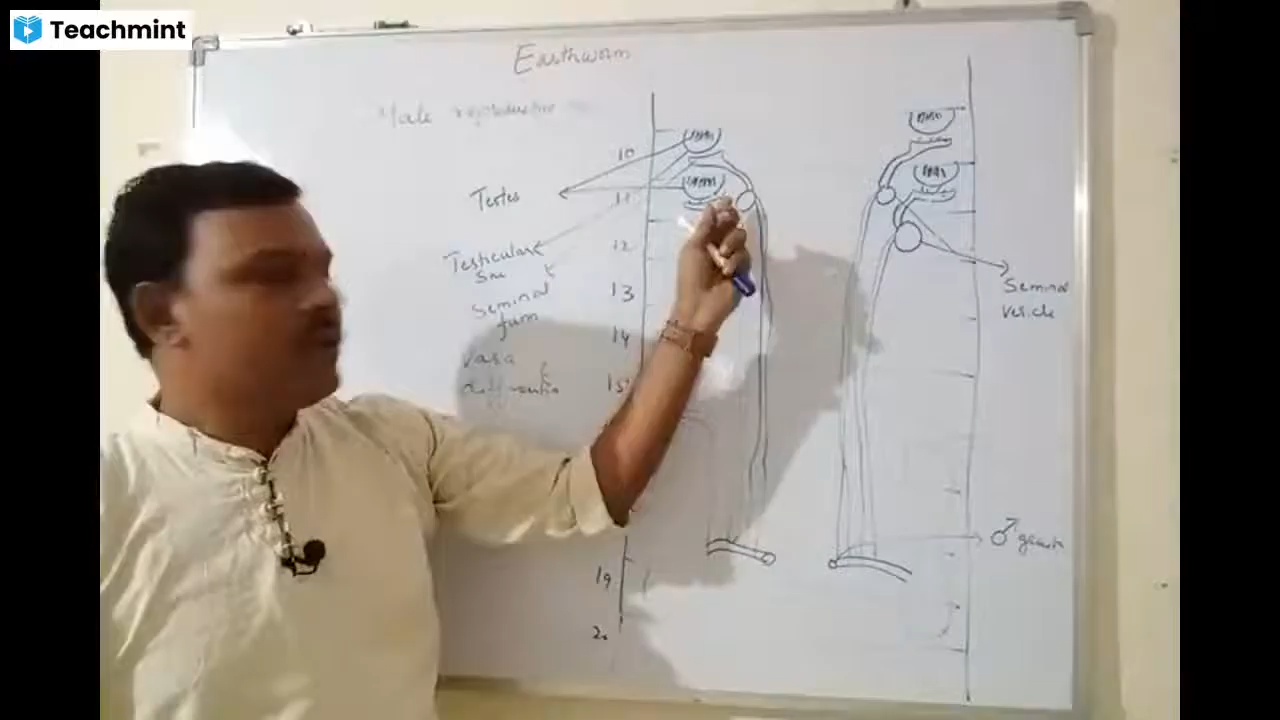 Teachmint
Earthworm
Male reproductive
10
Testes
11
12
Testicular
Sac
13
Seminal
Seminal
funn
vesicle
14
Vasa
15
♂
19
20